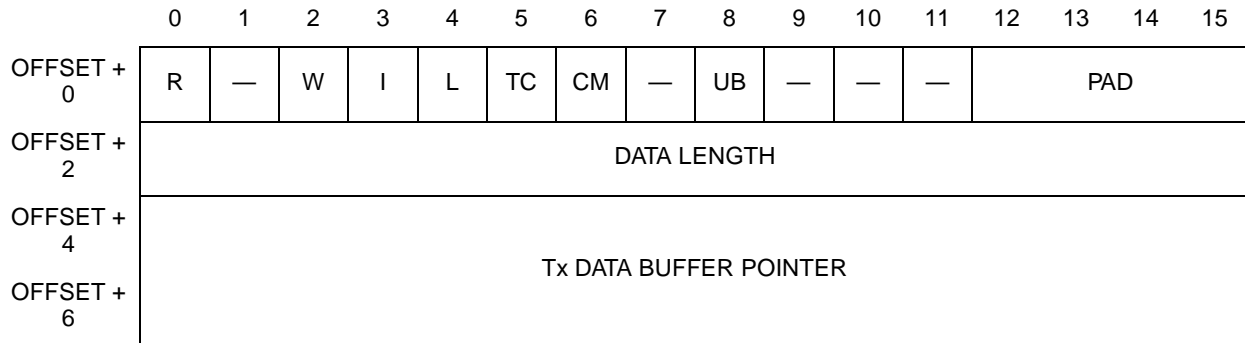 0 1 2 3 4 5 6 7 8 9 10 11 12 13 14 15
OFFSET +
0
R — W I L TC CM — UB — — — PAD
OFFSET +
2
DATA LENGTH
OFFSET +
4
Tx DATA BUFFER POINTER
OFFSET +
6